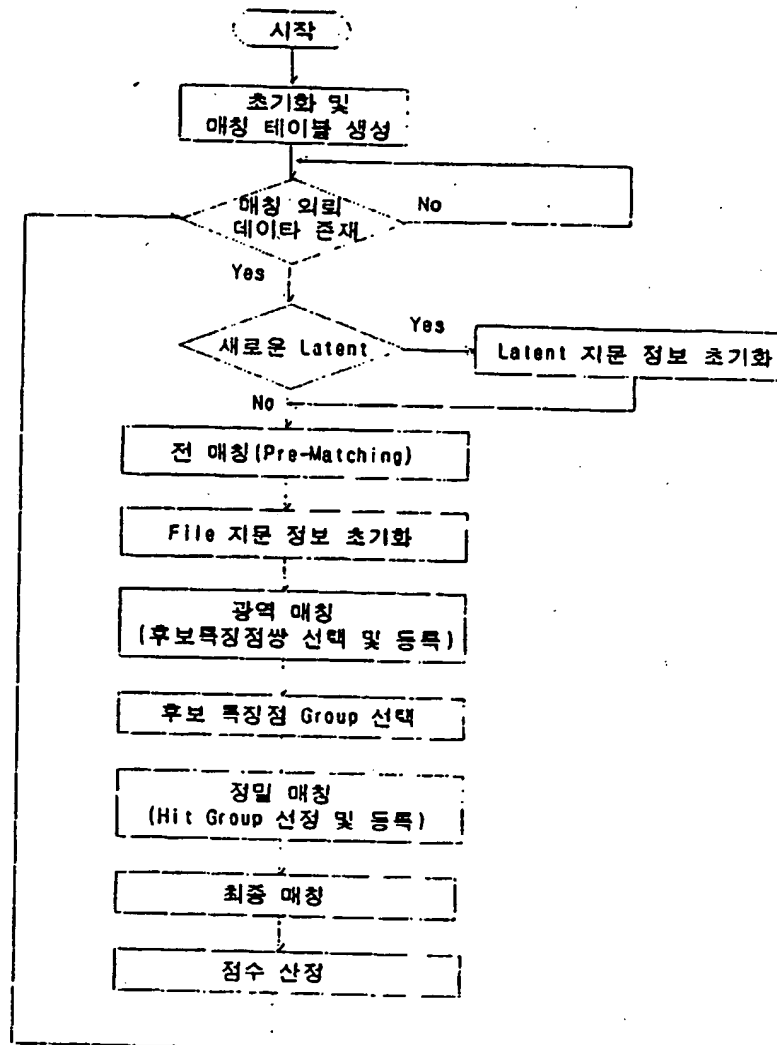 시작
초기화 및
매칭 테이블 생성
매칭 의뢰
데이타 존재
No
Yes
새로운 Latent
Yes
Latent 지문 정보 초기화
No
전 매칭(Pre-Matching)
File 지문 정보 초기화
광역 매칭
(후보특징점쌍 선택 및 등록)
후보 특징점 Group 선택
정밀 매칭
(Hit Group 선정 및 등록)
최종 매칭
점수 산정